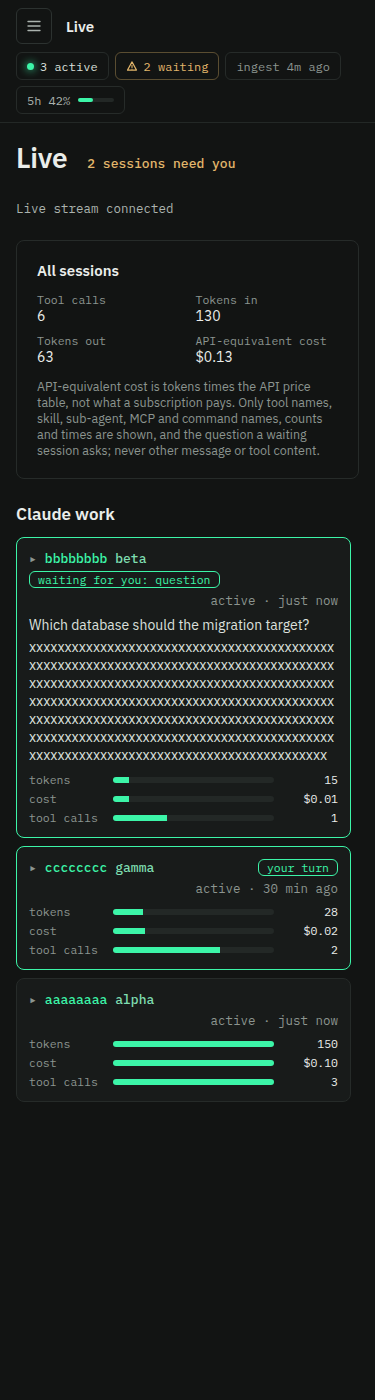 Live
3 active
⚠ 2 waiting
ingest 4m ago
5h 42%
Live 2 sessions need you
Live stream connected
All sessions
Tool calls Tokens in
6 130
Tokens out API-equivalent cost
63 $0.13
API-equivalent cost is tokens times the API price
table, not what a subscription pays. Only tool names,
skill, sub-agent, MCP and command names, counts
and times are shown, and the question a waiting
session asks; never other message or tool content.
Claude work
▸ bbbbbbbb beta
waiting for you: question
active · just now
Which database should the migration target?
XXXXXXXXXXXXXXXXXXXXXXXXXXXXXXXXXXXXXXXXXXX
XXXXXXXXXXXXXXXXXXXXXXXXXXXXXXXXXXXXXXXXXXX
XXXXXXXXXXXXXXXXXXXXXXXXXXXXXXXXXXXXXXXXXXX
XXXXXXXXXXXXXXXXXXXXXXXXXXXXXXXXXXXXXXXXXXX
XXXXXXXXXXXXXXXXXXXXXXXXXXXXXXXXXXXXXXXXXXX
XXXXXXXXXXXXXXXXXXXXXXXXXXXXXXXXXXXXXXXXXXX
XXXXXXXXXXXXXXXXXXXXXXXXXXXXXXXXXXXXXXXXXX
tokens 15
cost $0.01
tool calls 1
▸ cccccccc gamma your turn
active · 30 min ago
tokens 28
cost $0.02
tool calls 2
▸ aaaaaaaa alpha
active · just now
tokens 150
cost $0.10
tool calls 3